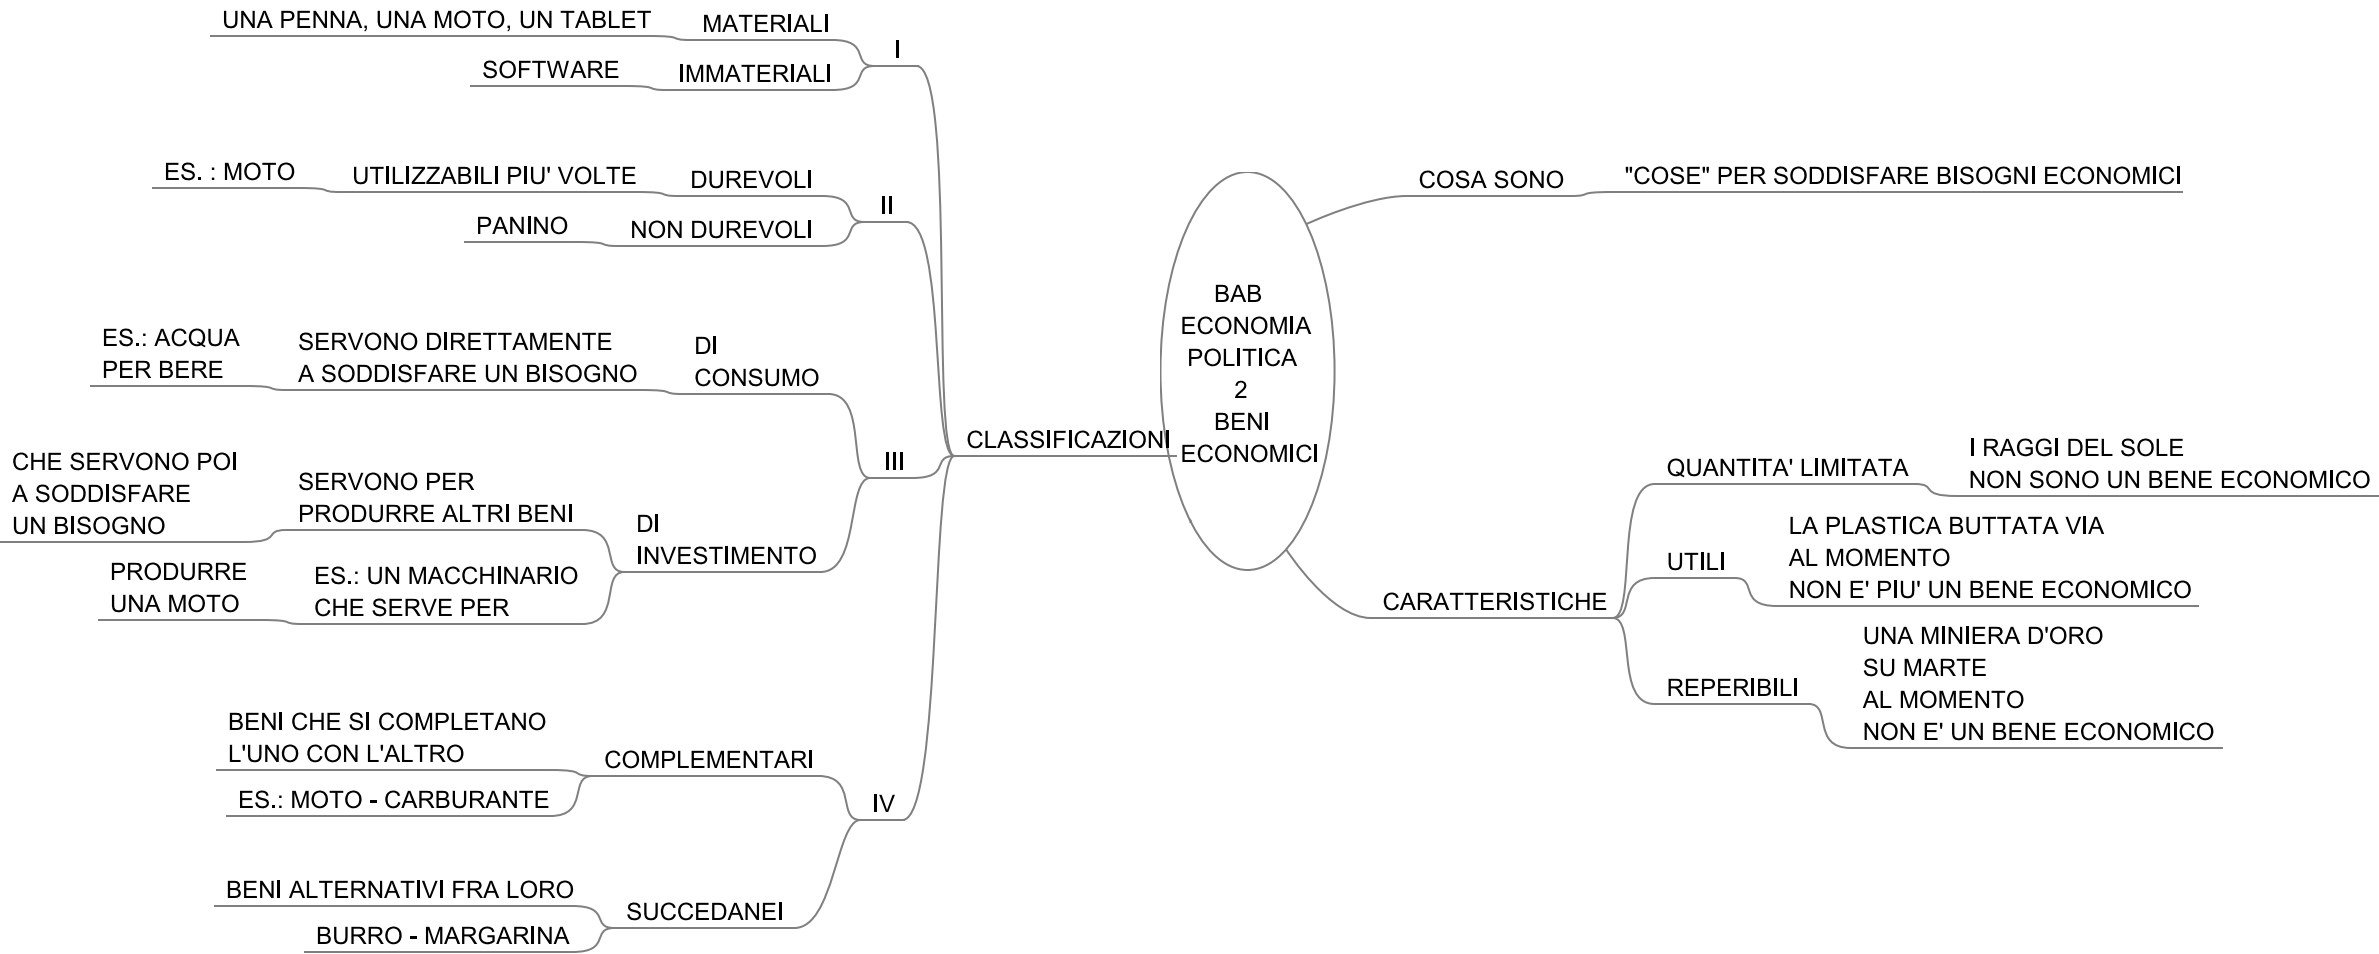 BAB
ECONOMIA
POLITICA
2
BENI
ECONOMICI
COSA SONO
"COSE" PER SODDISFARE BISOGNI ECONOMICI
CARATTERISTICHE
QUANTITA' LIMITATA
I RAGGI DEL SOLE
NON SONO UN BENE ECONOMICO
UTILI
LA PLASTICA BUTTATA VIA
AL MOMENTO
NON E' PIU' UN BENE ECONOMICO
REPERIBILI
UNA MINIERA D'ORO
SU MARTE
AL MOMENTO
NON E' UN BENE ECONOMICO
CLASSIFICAZIONI
I
MATERIALI
UNA PENNA, UNA MOTO, UN TABLET
IMMATERIALI
SOFTWARE
II
DUREVOLI
UTILIZZABILI PIU' VOLTE
ES. : MOTO
NON DUREVOLI
PANINO
III
DI
CONSUMO
SERVONO DIRETTAMENTE
A SODDISFARE UN BISOGNO
ES.: ACQUA
PER BERE
DI
INVESTIMENTO
SERVONO PER
PRODURRE ALTRI BENI
CHE SERVONO POI
A SODDISFARE
UN BISOGNO
ES.: UN MACCHINARIO
CHE SERVE PER
PRODURRE
UNA MOTO
IV
COMPLEMENTARI
BENI CHE SI COMPLETANO
L'UNO CON L'ALTRO
ES.: MOTO - CARBURANTE
SUCCEDANEI
BENI ALTERNATIVI FRA LORO
BURRO - MARGARINA